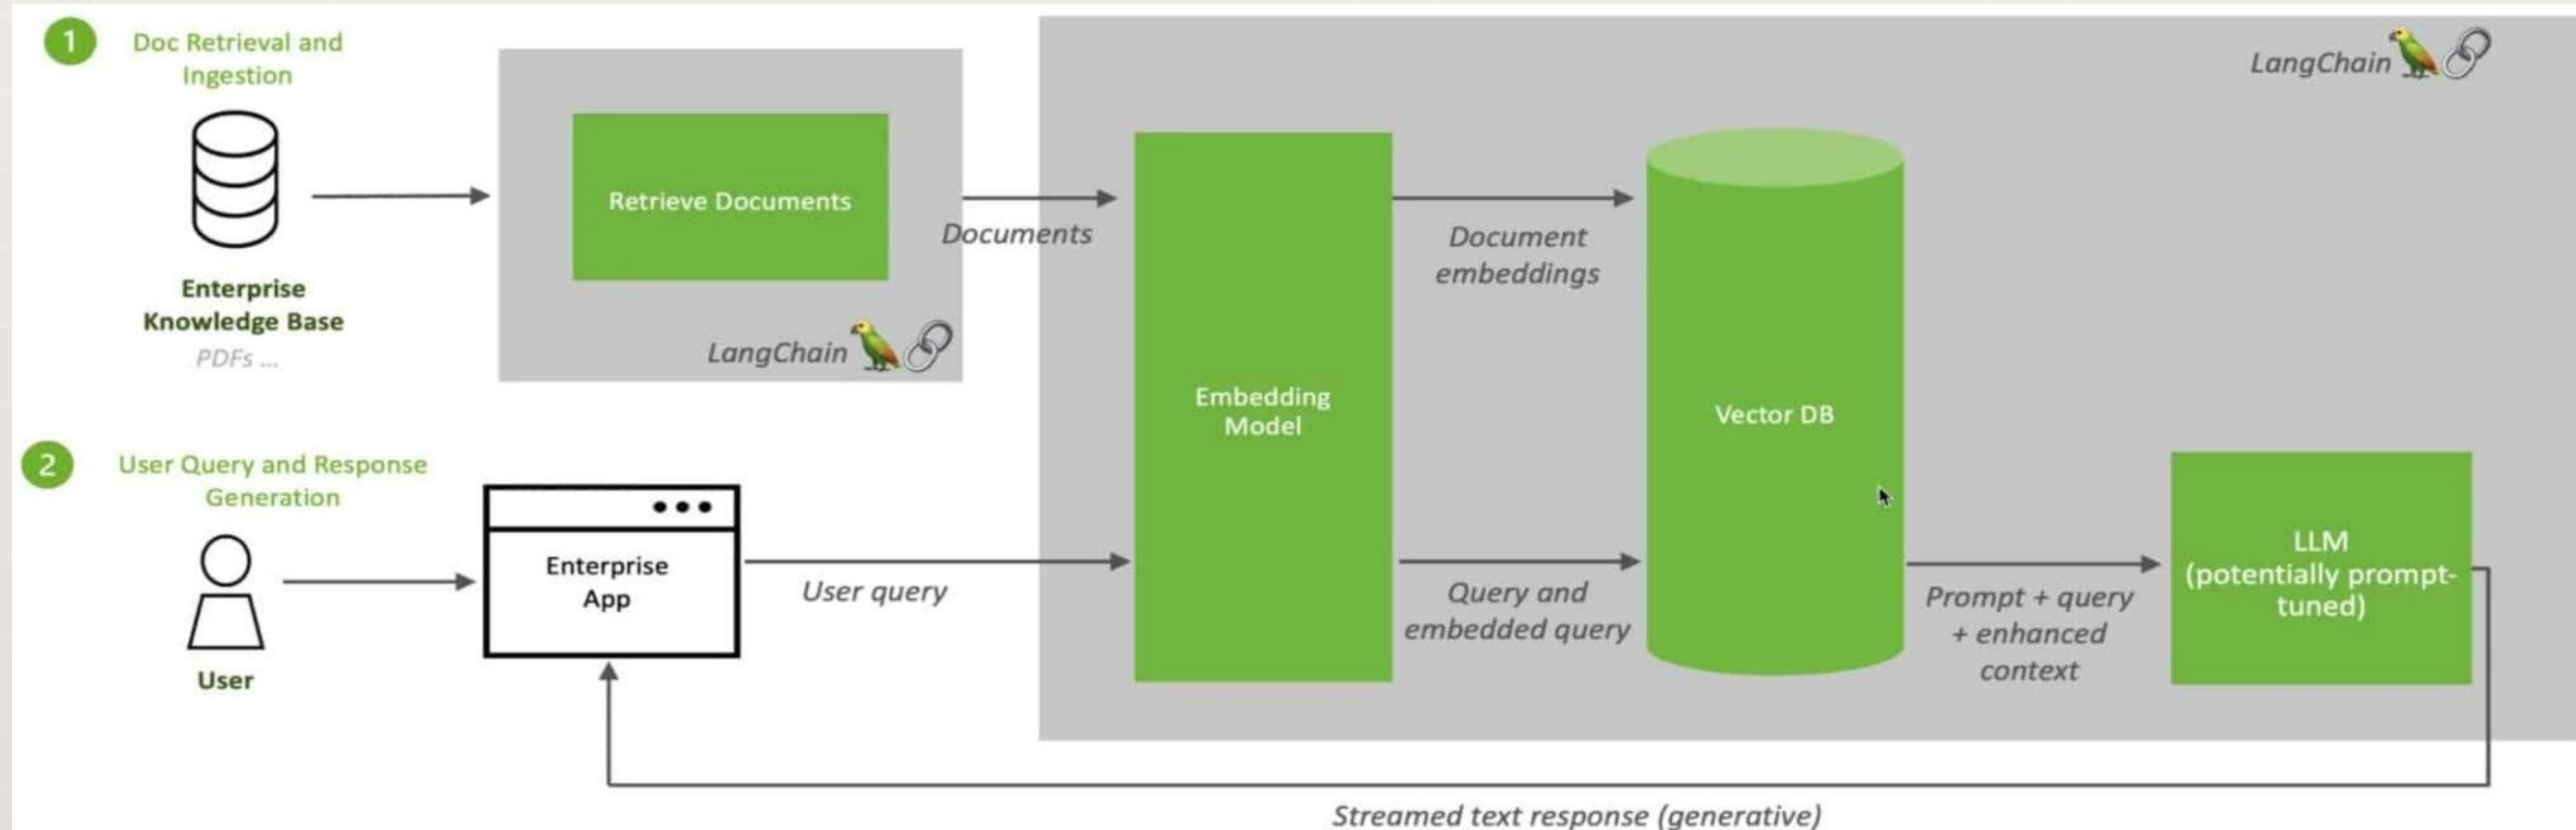 1
Doc Retrieval and
Ingestion
Enterprise
Knowledge Base
PDFs ...
Retrieve Documents
LangChain
Documents
LangChain
Embedding
Model
Document
embeddings
Vector DB
2
User Query and Response
Generation
User
Enterprise
App
User query
Query and
embedded query
Prompt + query
+ enhanced
context
LLM
(potentially prompt-
tuned)
Streamed text response (generative)